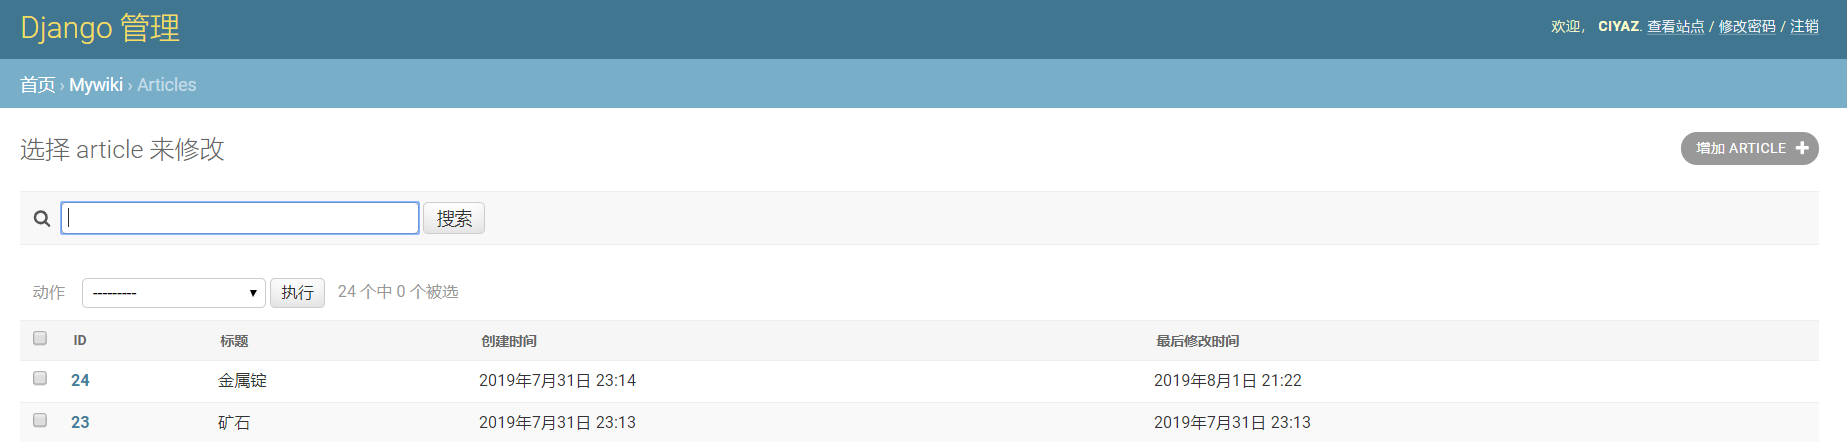 Django 管理
欢迎， CIYAZ. 查看站点 / 修改密码 / 注销
首页 › Mywiki › Articles
选择 article 来修改
增加 ARTICLE
搜索
动作 --------- 执行 24 个中 0 个被选
ID 标题 创建时间 最后修改时间
24 金属锭 2019年7月31日 23:14 2019年8月1日 21:22
23 矿石 2019年7月31日 23:13 2019年7月31日 23:13